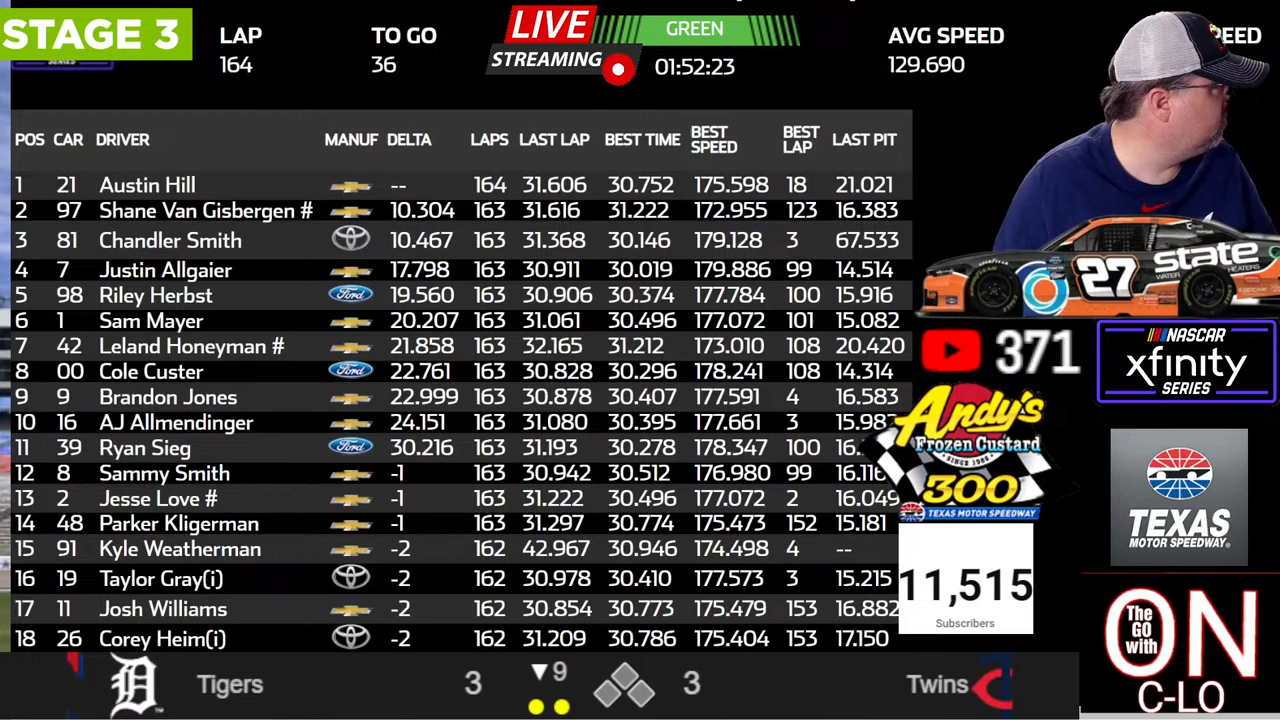 STAGE 3
LAP
TO GO
LIVE
STREAMING
GREEN
AVG SPEED
164
36
01:52:23
129.690
POS CAR DRIVER MANUF DELTA LAPS LAST LAP BEST TIME BEST SPEED BEST LAP LAST PIT
1 21 Austin Hill -- 164 31.606 30.752 175.598 18 21.021
2 97 Shane Van Gisbergen # 10.304 163 31.616 31.222 172.955 123 16.383
3 81 Chandler Smith 10.467 163 31.368 30.146 179.128 3 67.533
4 7 Justin Allgaier 17.798 163 30.911 30.019 179.886 99 14.514
5 98 Riley Herbst Ford 19.560 163 30.906 30.374 177.784 100 15.916
6 1 Sam Mayer 20.207 163 31.061 30.496 177.072 101 15.082
7 42 Leland Honeyman # 21.858 163 32.165 31.212 173.010 108 20.420
8 00 Cole Custer Ford 22.761 163 30.828 30.296 178.241 108 14.314
9 9 Brandon Jones 22.999 163 30.878 30.407 177.591 4 16.583
10 16 AJ Allmendinger 24.151 163 31.080 30.395 177.661 3
11 39 Ryan Sieg Ford 30.216 163 31.193 30.278 178.347 100
12 8 Sammy Smith -1 163 30.942 30.512 176.980 99 16.116
13 2 Jesse Love # -1 163 31.222 30.496 177.072 2 16.049
14 48 Parker Kligerman -1 163 31.297 30.774 175.473 152 15.181
15 91 Kyle Weatherman -2 162 42.967 30.946 174.498 4 --
16 19 Taylor Gray(i) -2 162 30.978 30.410 177.573 3 15.215
17 11 Josh Williams -2 162 30.854 30.773 175.479 153 16.882
18 26 Corey Heim(i) -2 162 31.209 30.786 175.404 153 17.150
27 state
WATER HEATERS
371
NASCAR
xfinity
SERIES
Andy's
Frozen Custard
SINCE 1986
300
TEXAS MOTOR SPEEDWAY
TEXAS
MOTOR SPEEDWAY
11,515
Subscribers
The GO with ON
C-LO
Tigers 3 ▼9 3 Twins